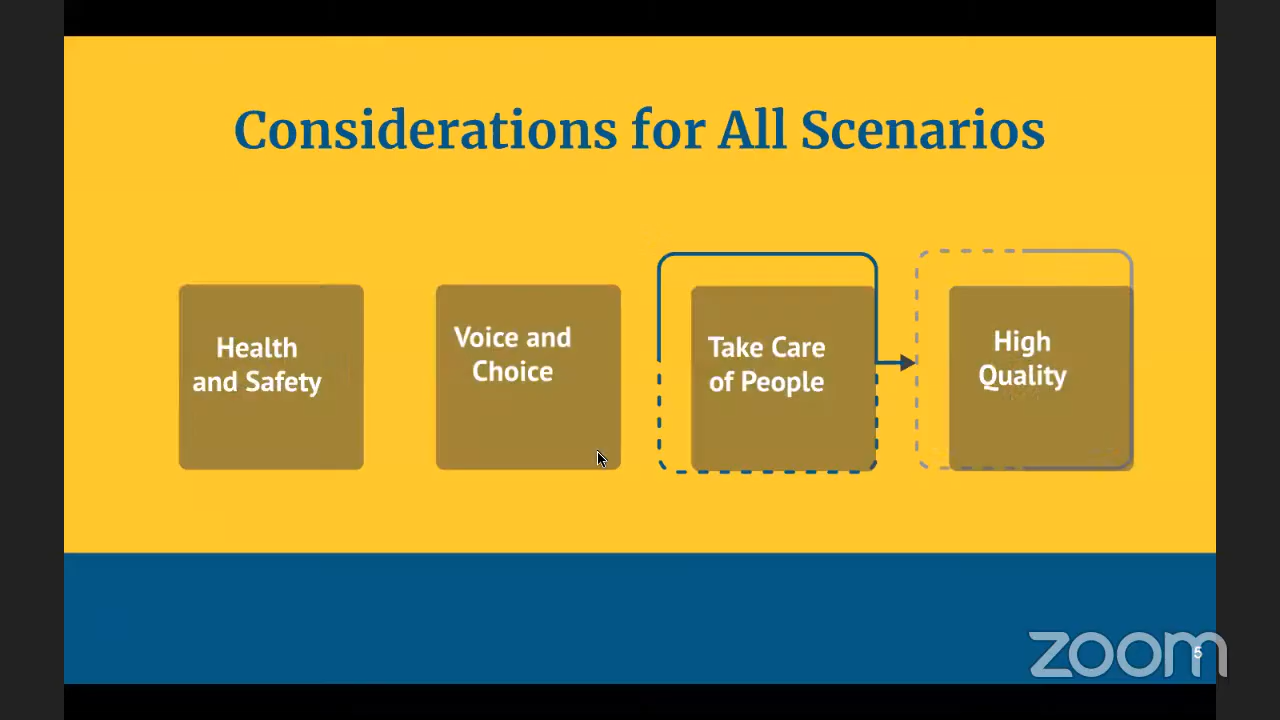 Considerations for All Scenarios
Health
and Safety
Voice and
Choice
Take Care
of People
High
Quality
5
zoom